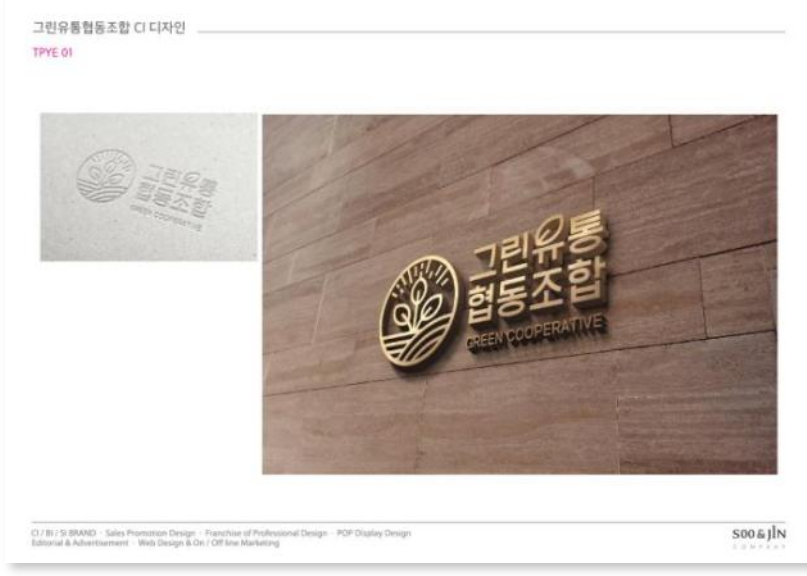 그린유통협동조합 CI 디자인
TPYE 01
그린유통
협동조합
GREEN COOPERATIVE
그린유통
협동조합
GREEN COOPERATIVE
CI / BI / SI BRAND · Sales Promotion Design · Franchise of Professional Design · POP Display Design
Editorial & Advertisement · Web Design & On / Off line Marketing
SOO & JIN
COMPANY